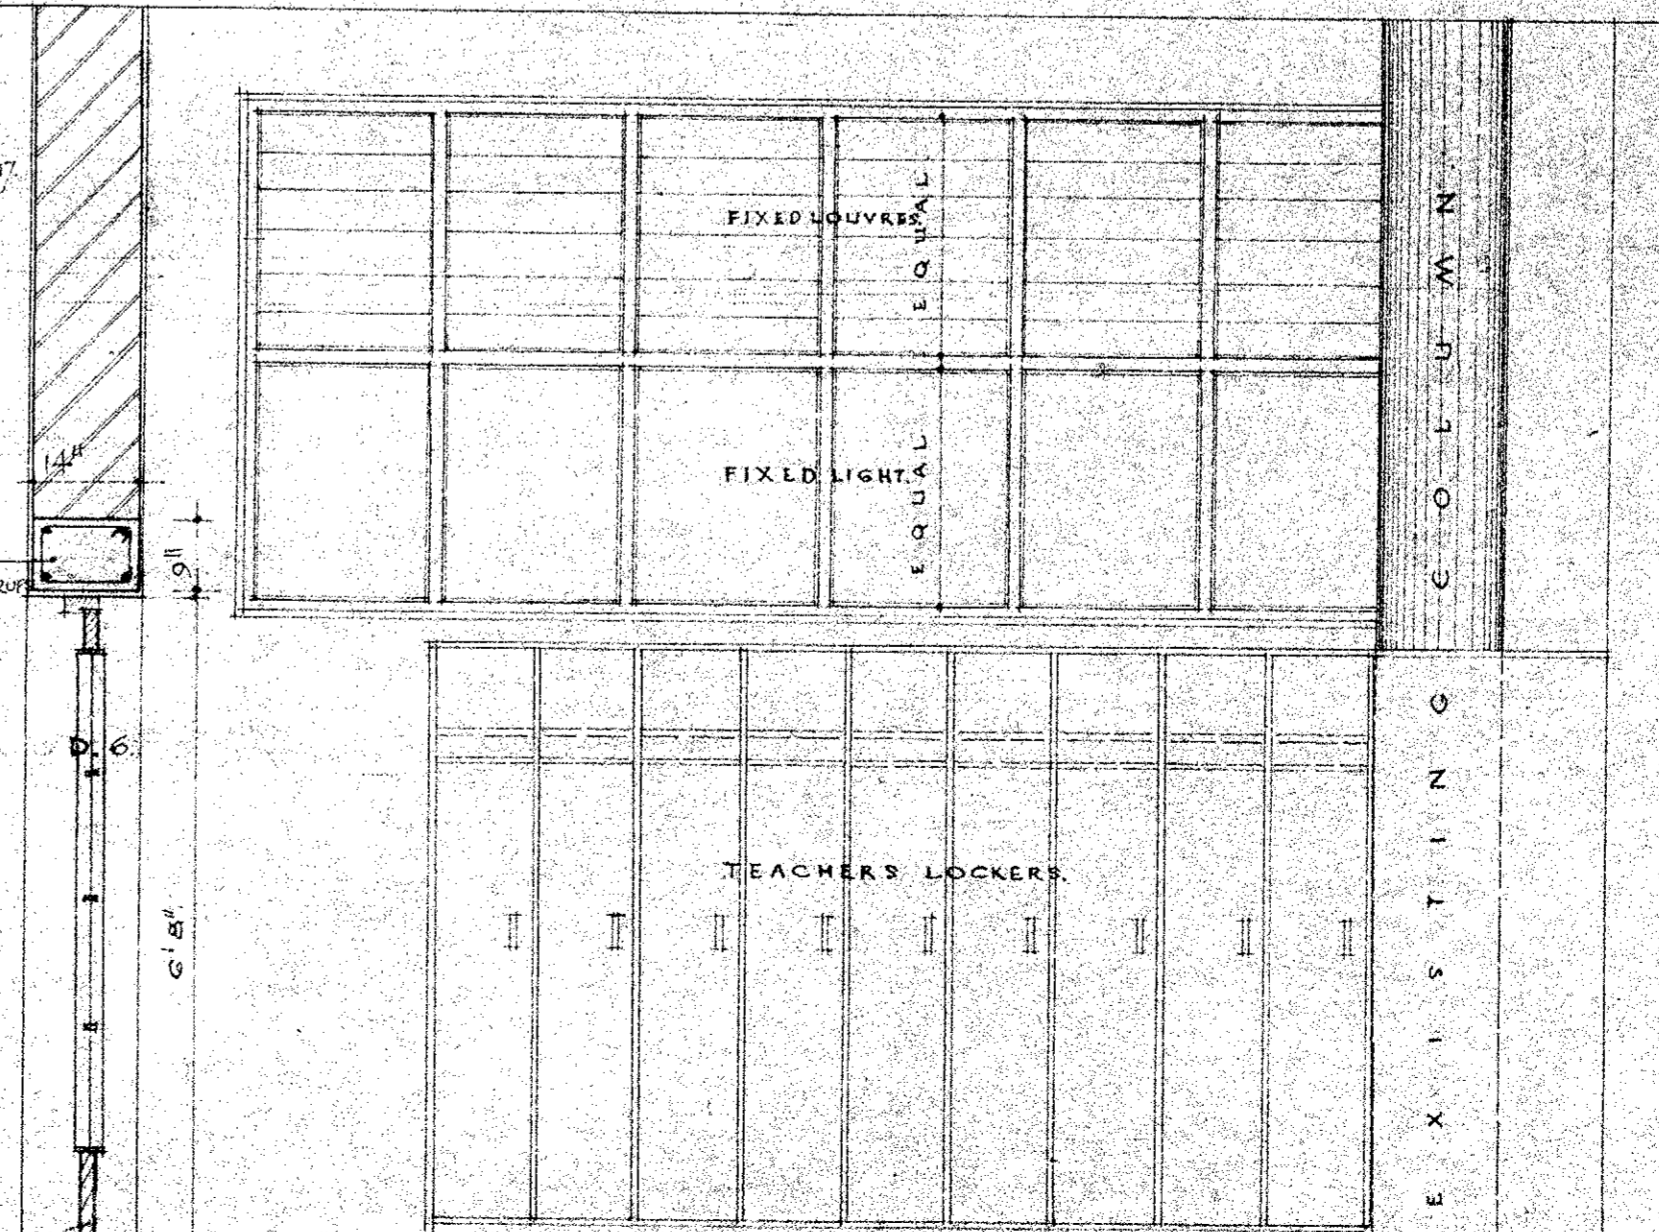 FIXED LOUVRES.
EQUAL
FIXED LIGHT.
EQUAL
14"
9"
D. 6.
6' 8"
TEACHERS LOCKERS.
EXISTING COLUMN.